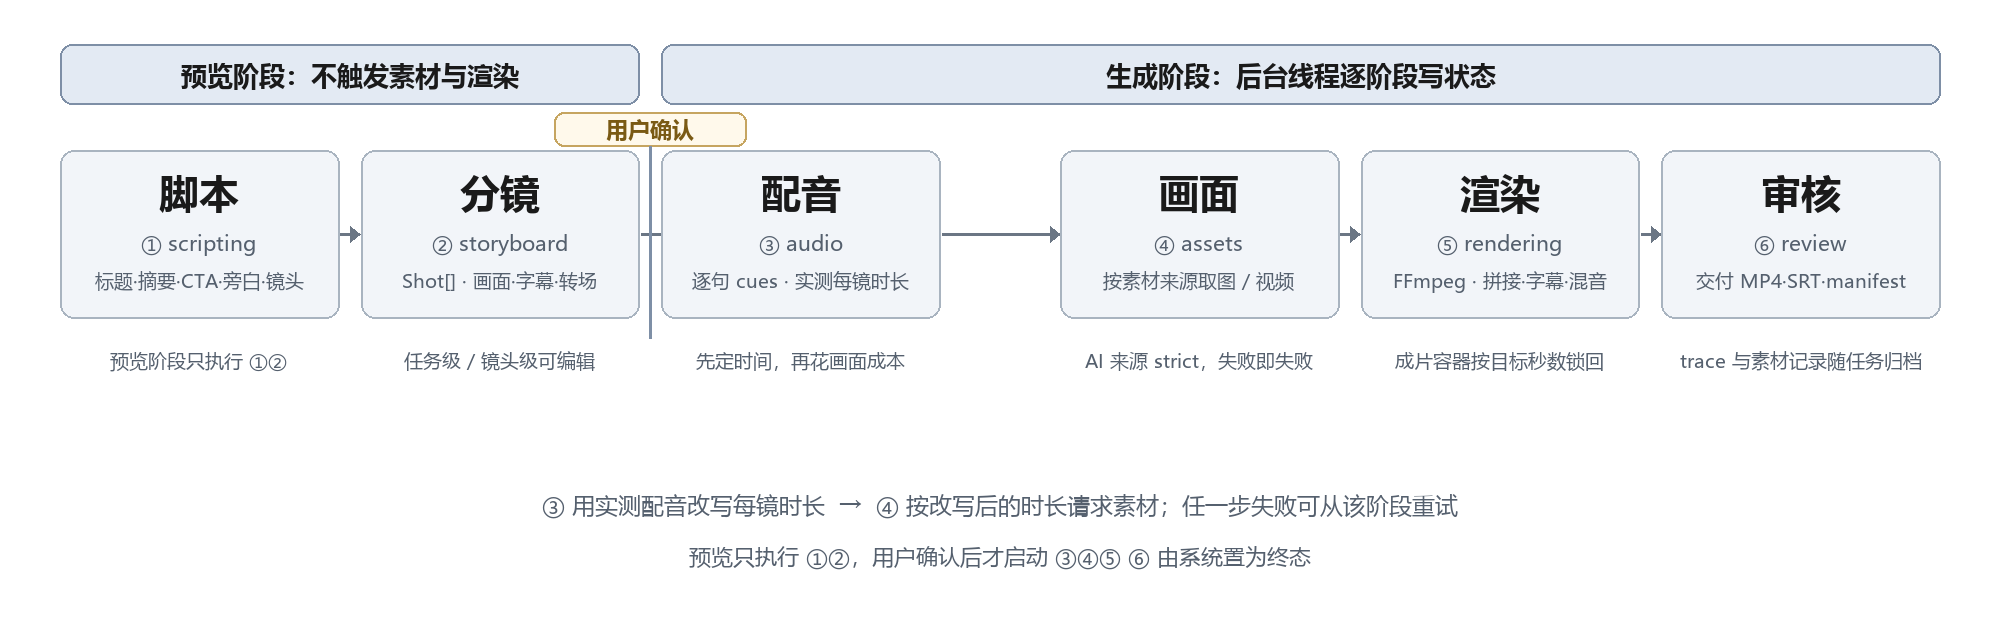 预览阶段：不触发素材与渲染
生成阶段：后台线程逐阶段写状态
用户确认
脚本
① scripting
标题·摘要·CTA·旁白·镜头
分镜
② storyboard
Shot[] · 画面·字幕·转场
配音
③ audio
逐句 cues · 实测每镜时长
画面
④ assets
按素材来源取图 / 视频
渲染
⑤ rendering
FFmpeg · 拼接·字幕·混音
审核
⑥ review
交付 MP4·SRT·manifest
预览阶段只执行 ①②
任务级 / 镜头级可编辑
先定时间，再花画面成本
AI 来源 strict，失败即失败
成片容器按目标秒数锁回
trace 与素材记录随任务归档
③ 用实测配音改写每镜时长 → ④ 按改写后的时长请求素材；任一步失败可从该阶段重试
预览只执行 ①②，用户确认后才启动 ③④⑤ ⑥ 由系统置为终态